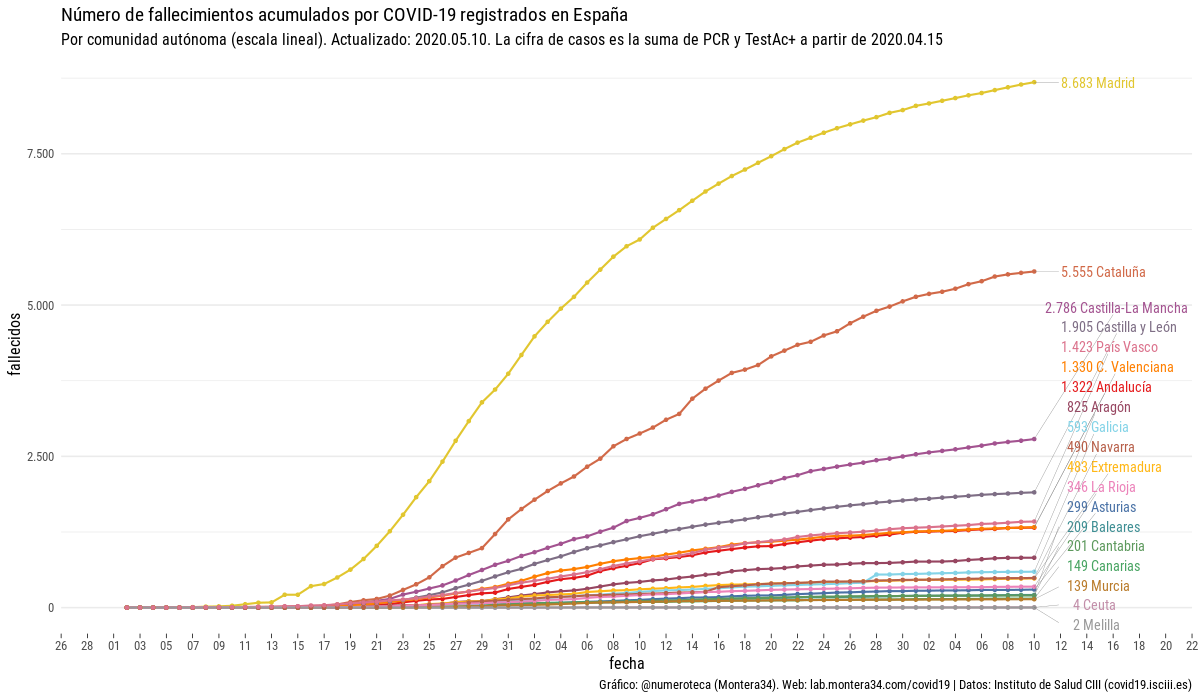 Número de fallecimientos acumulados por COVID-19 registrados en España
Por comunidad autónoma (escala lineal). Actualizado: 2020.05.10. La cifra de casos es la suma de PCR y TestAc+ a partir de 2020.04.15
8.683 Madrid
7.500
5.555 Cataluña
5.000
2.786 Castilla-La Mancha
1.905 Castilla y León
1.423 País Vasco
1.330 C. Valenciana
1.322 Andalucía
825 Aragón
593 Galicia
2.500
490 Navarra
483 Extremadura
346 La Rioja
299 Asturias
209 Baleares
201 Cantabria
149 Canarias
139 Murcia
0
4 Ceuta
2 Melilla
fallecidos
26 28 01 03 05 07 09 11 13 15 17 19 21 23 25 27 29 31 02 04 06 08 10 12 14 16 18 20 22 24 26 28 30 02 04 06 08 10 12 14 16 18 20 22
fecha
Gráfico: @numeroteca (Montera34). Web: lab.montera34.com/covid19 | Datos: Instituto de Salud CIII (covid19.isciii.es)